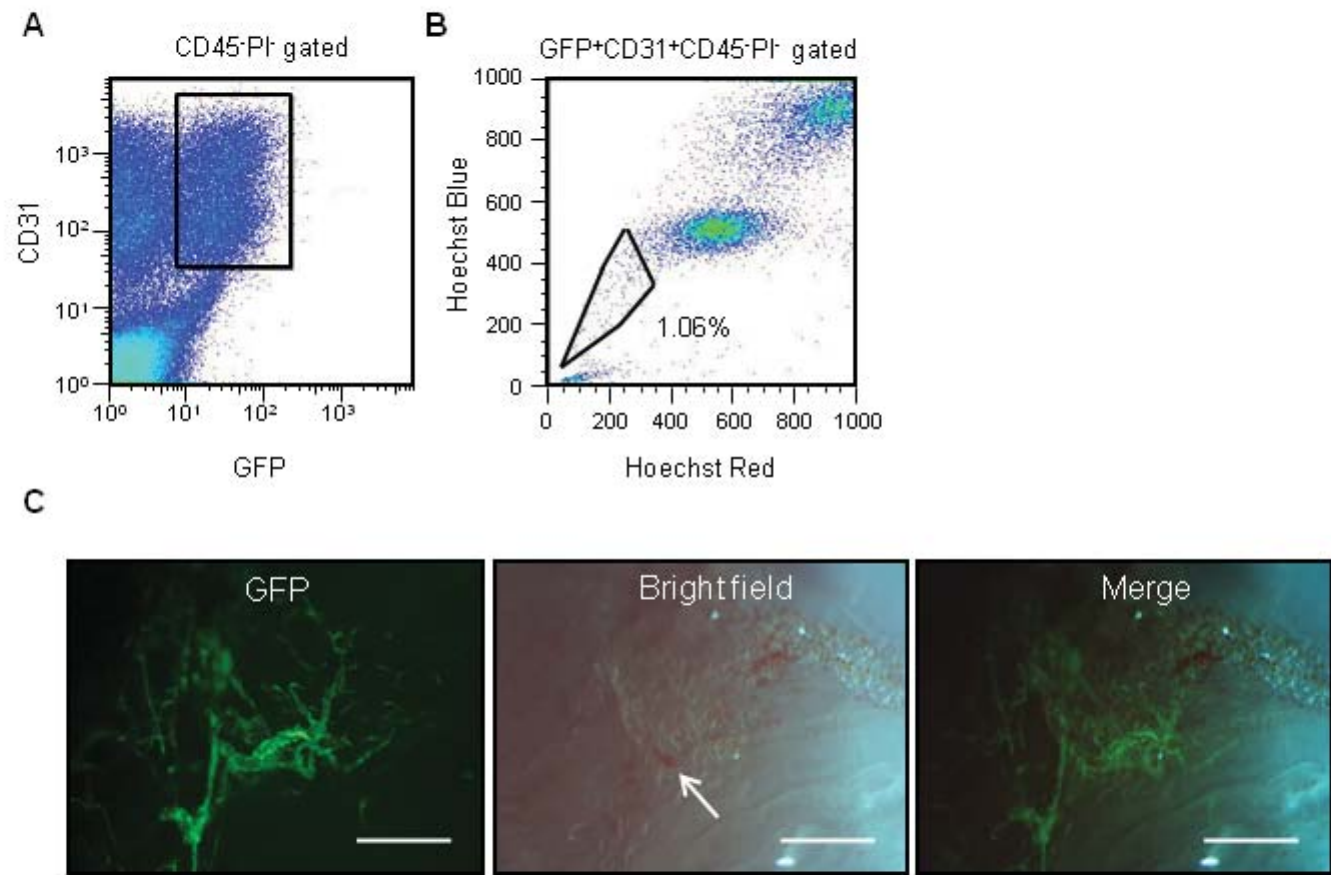 A
CD45⁻PI⁻ gated
CD31
10³
10²
10¹
10⁰
10⁰ 10¹ 10² 10³
GFP
B
GFP⁺CD31⁺CD45⁻PI⁻ gated
Hoechst Blue
1000
800
600
400
200
0
1.06%
0 200 400 600 800 1000
Hoechst Red
C
GFP
Brightfield
Merge